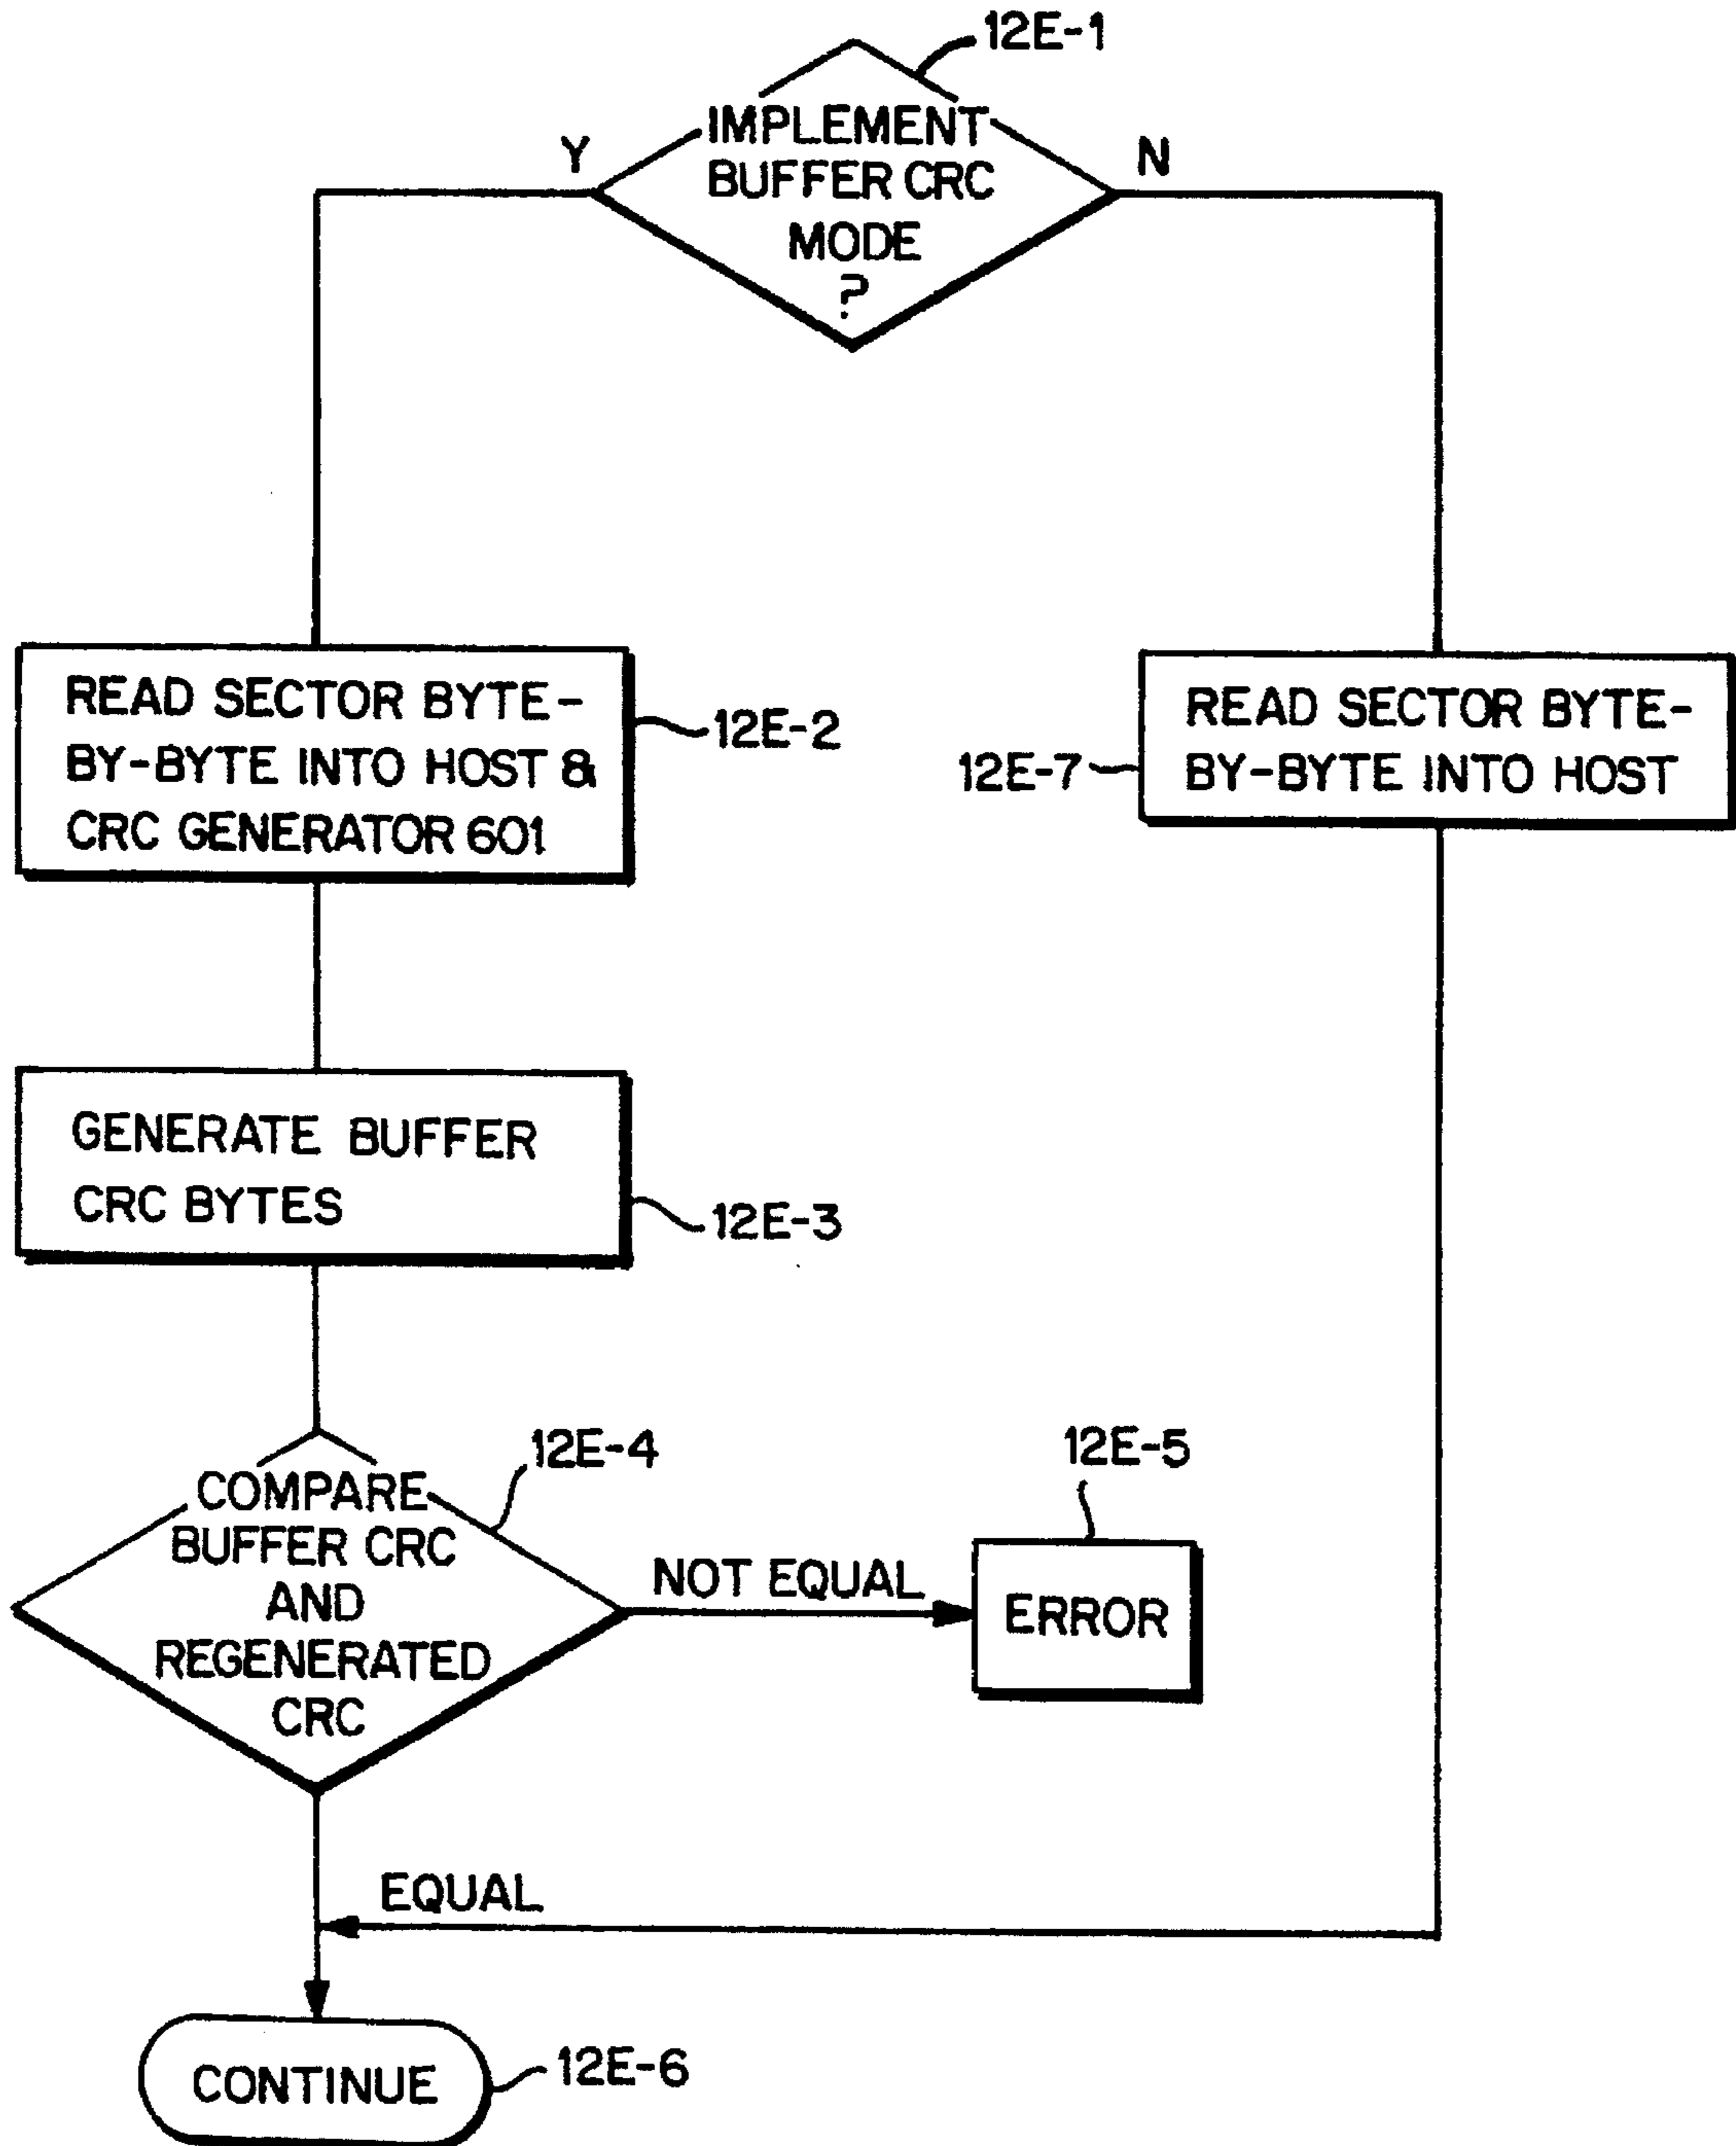 12E-1
IMPLEMENT
BUFFER CRC
MODE
?
Y
N
READ SECTOR BYTE-
BY-BYTE INTO HOST &
CRC GENERATOR 601
12E-2
READ SECTOR BYTE-
BY-BYTE INTO HOST
12E-7
GENERATE BUFFER
CRC BYTES
12E-3
COMPARE
BUFFER CRC
AND
REGENERATED
CRC
12E-4
NOT EQUAL
12E-5
ERROR
EQUAL
CONTINUE
12E-6